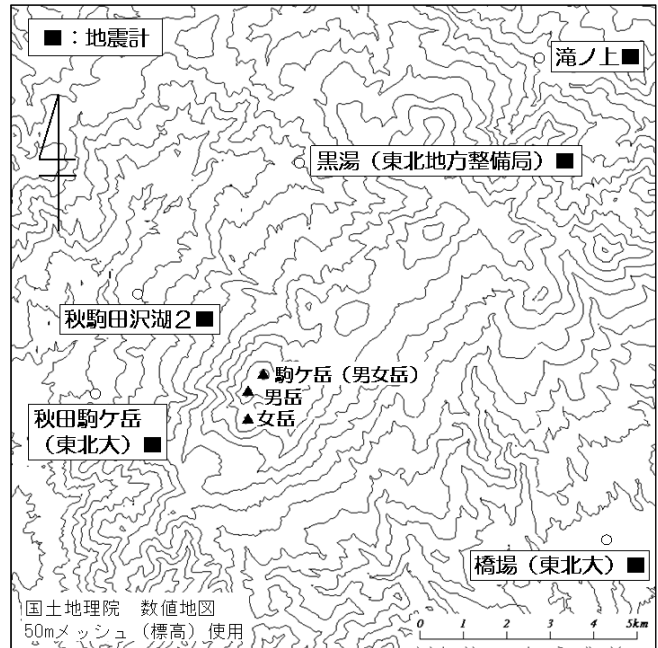 ■：地震計
滝ノ上■
黒湯（東北地方整備局）■
秋駒田沢湖２■
駒ケ岳（男女岳）
男岳
女岳
秋田駒ケ岳
（東北大）■
橋場（東北大）■
国土地理院 数値地図
50mメッシュ（標高）使用
0 1 2 3 4 5km